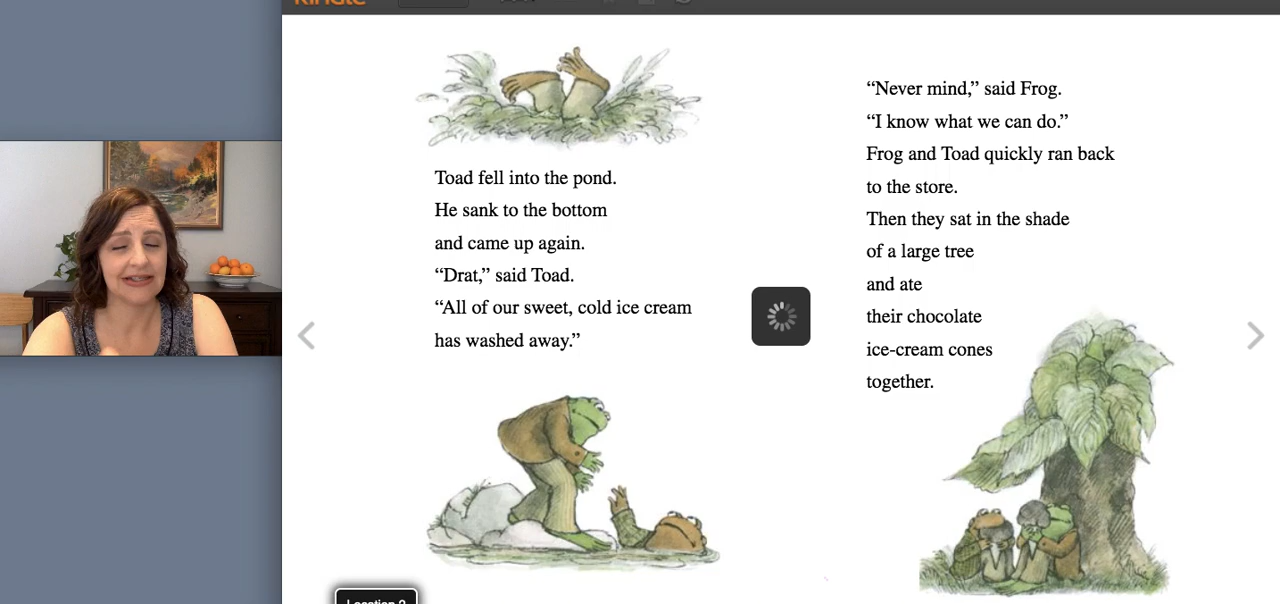 Kindle
Toad fell into the pond.
He sank to the bottom
and came up again.
“Drat,” said Toad.
“All of our sweet, cold ice cream
has washed away.”
“Never mind,” said Frog.
“I know what we can do.”
Frog and Toad quickly ran back
to the store.
Then they sat in the shade
of a large tree
and ate
their chocolate
ice-cream cones
together.